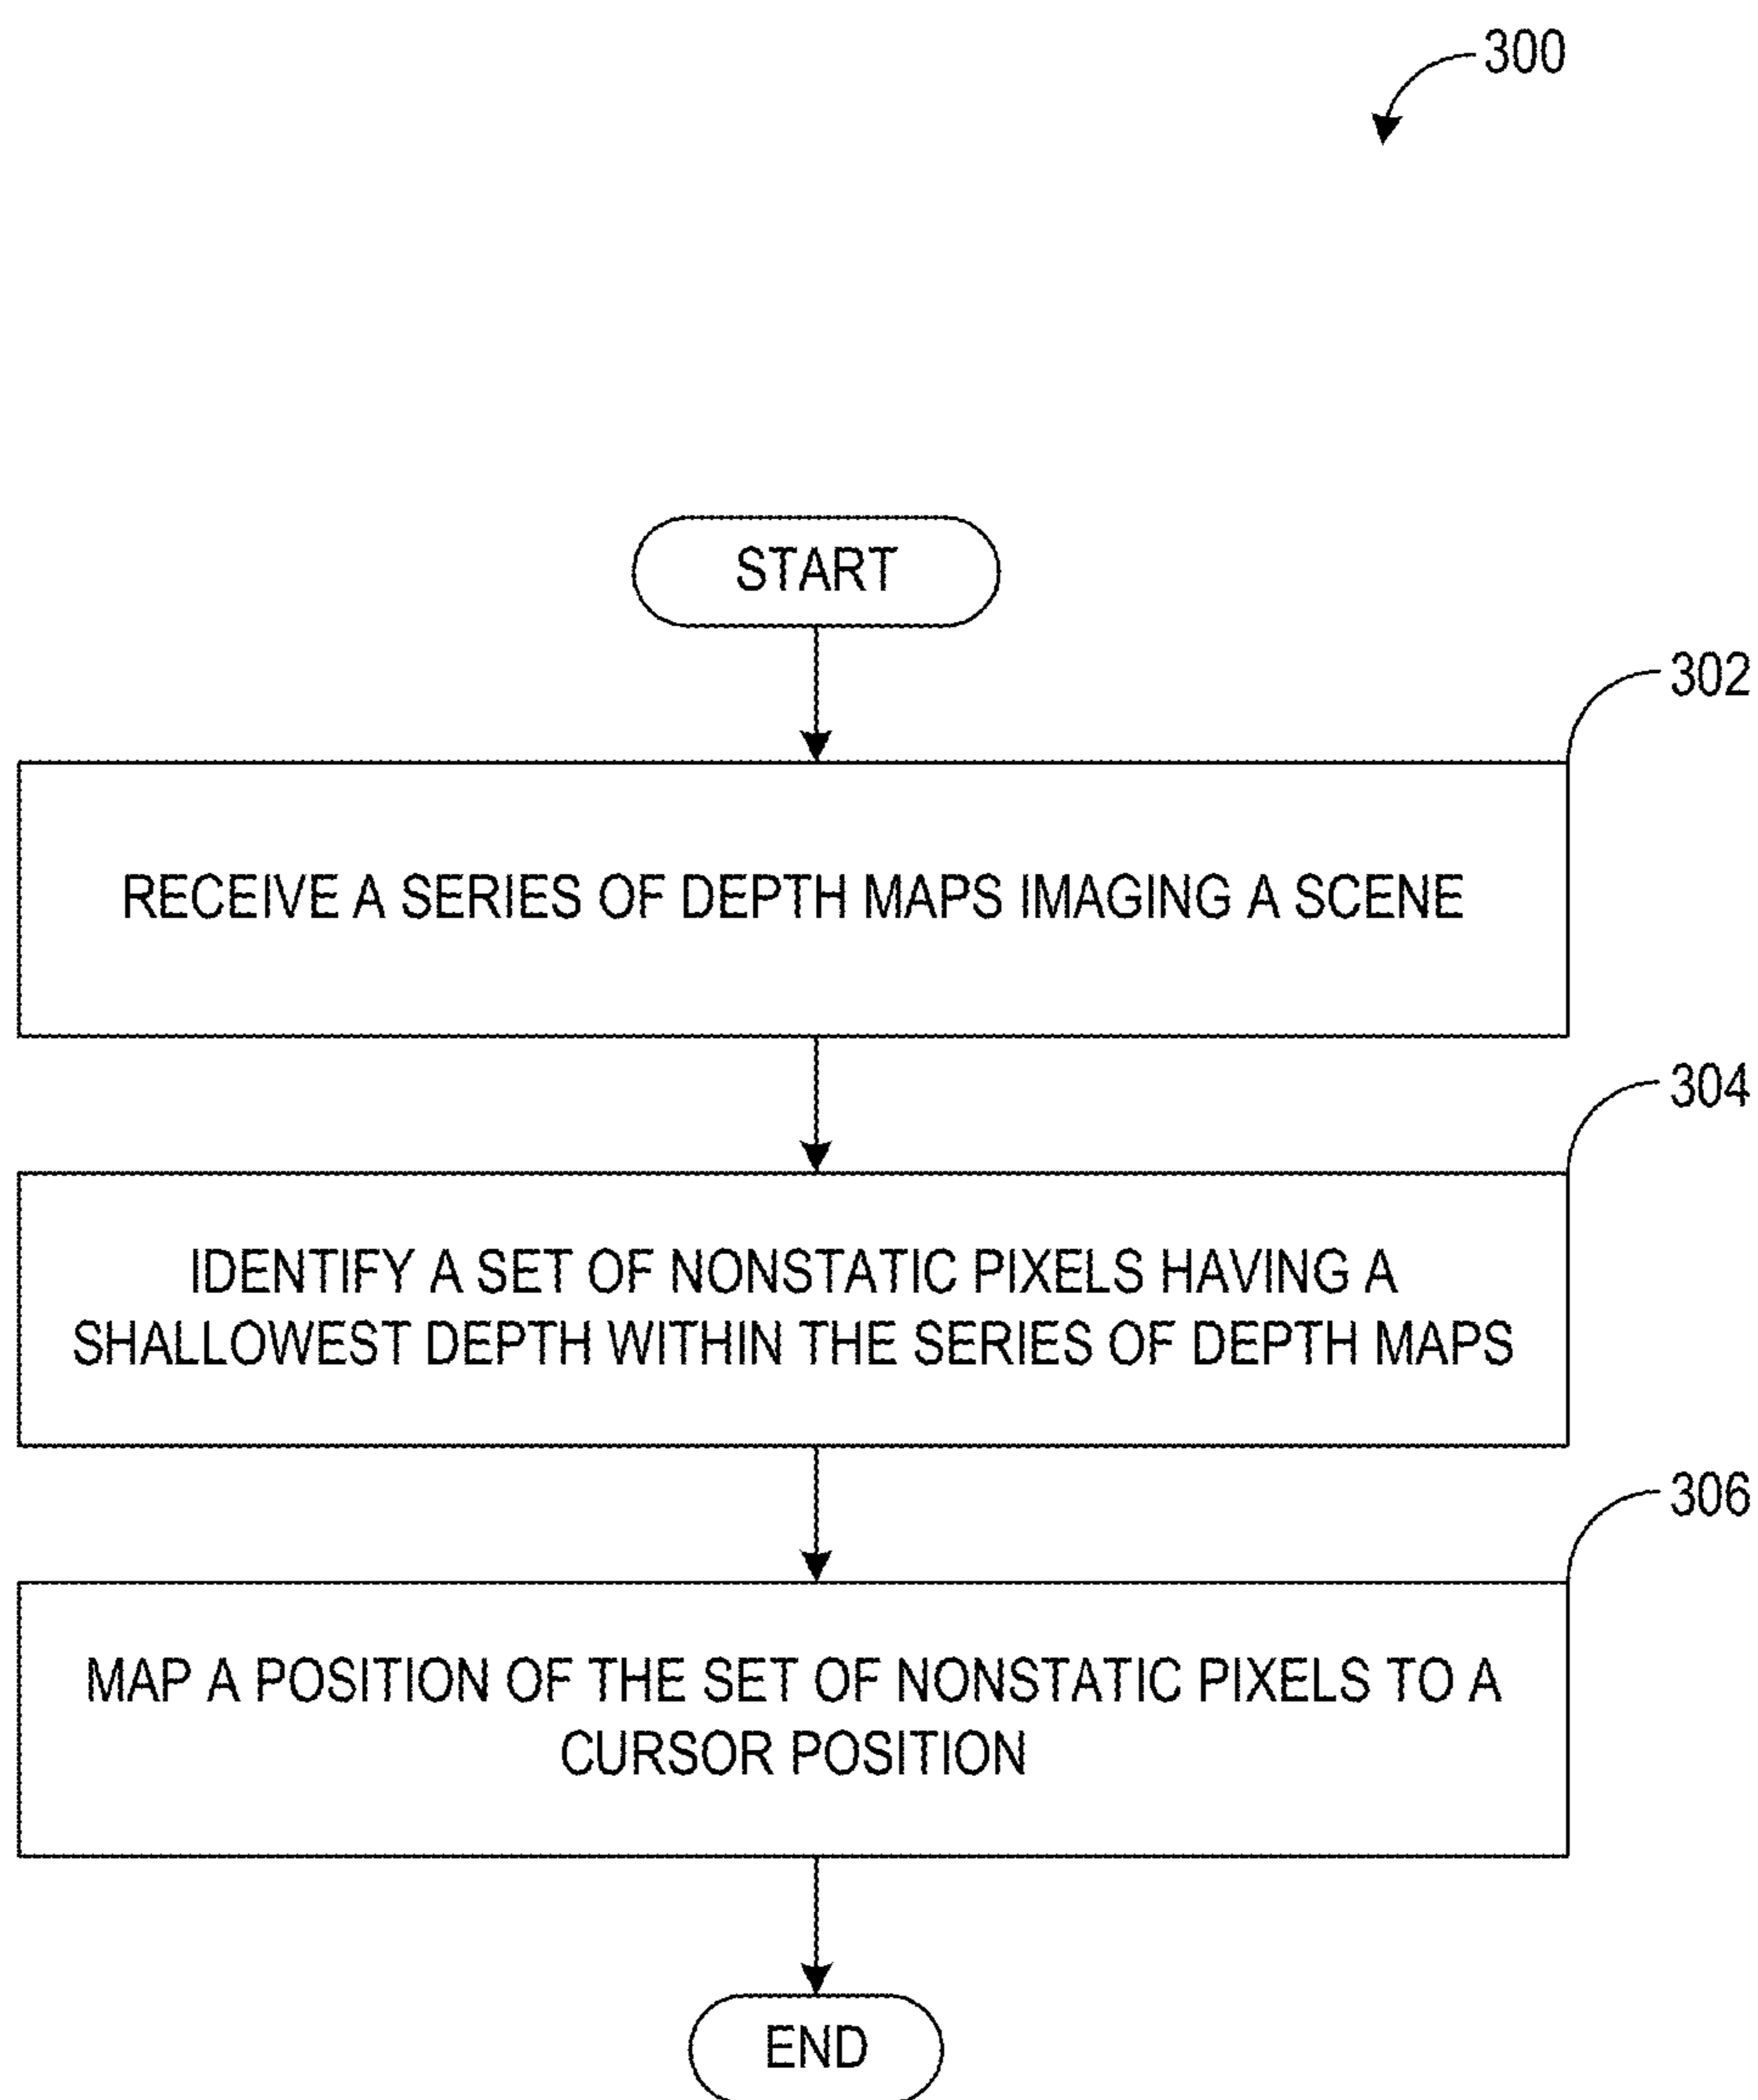 300
START
302
RECEIVE A SERIES OF DEPTH MAPS IMAGING A SCENE
304
IDENTIFY A SET OF NONSTATIC PIXELS HAVING A
SHALLOWEST DEPTH WITHIN THE SERIES OF DEPTH MAPS
306
MAP A POSITION OF THE SET OF NONSTATIC PIXELS TO A
CURSOR POSITION
END